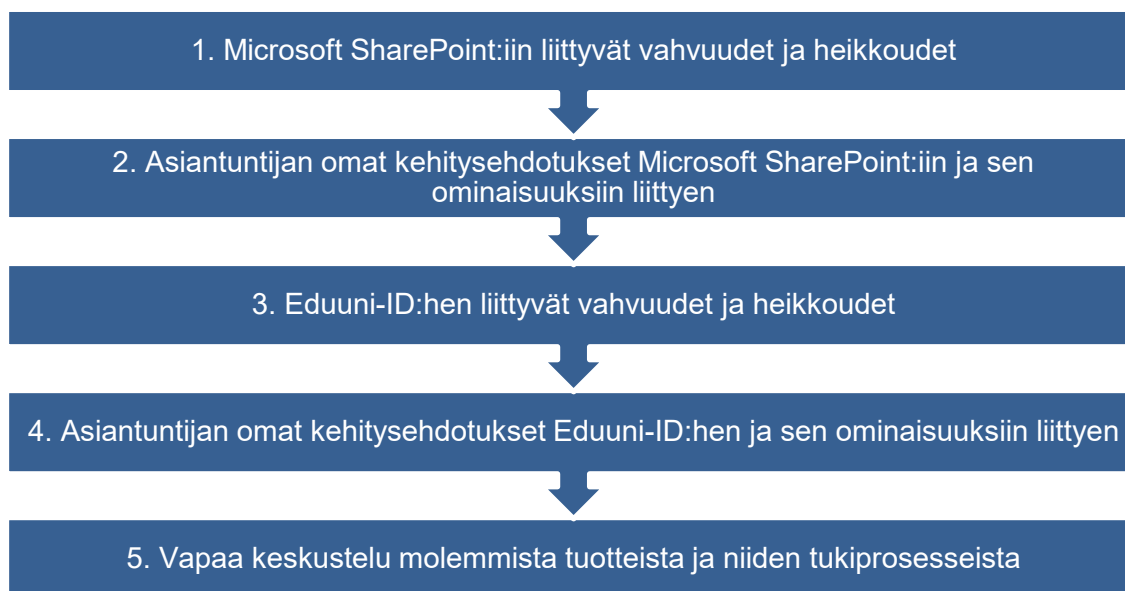 1. Microsoft SharePoint:iin liittyvät vahvuudet ja heikkoudet
2. Asiantuntijan omat kehitysehdotukset Microsoft SharePoint:iin ja sen
ominaisuuksiin liittyen
3. Eduuni-ID:hen liittyvät vahvuudet ja heikkoudet
4. Asiantuntijan omat kehitysehdotukset Eduuni-ID:hen ja sen ominaisuuksiin liittyen
5. Vapaa keskustelu molemmista tuotteista ja niiden tukiprosesseista